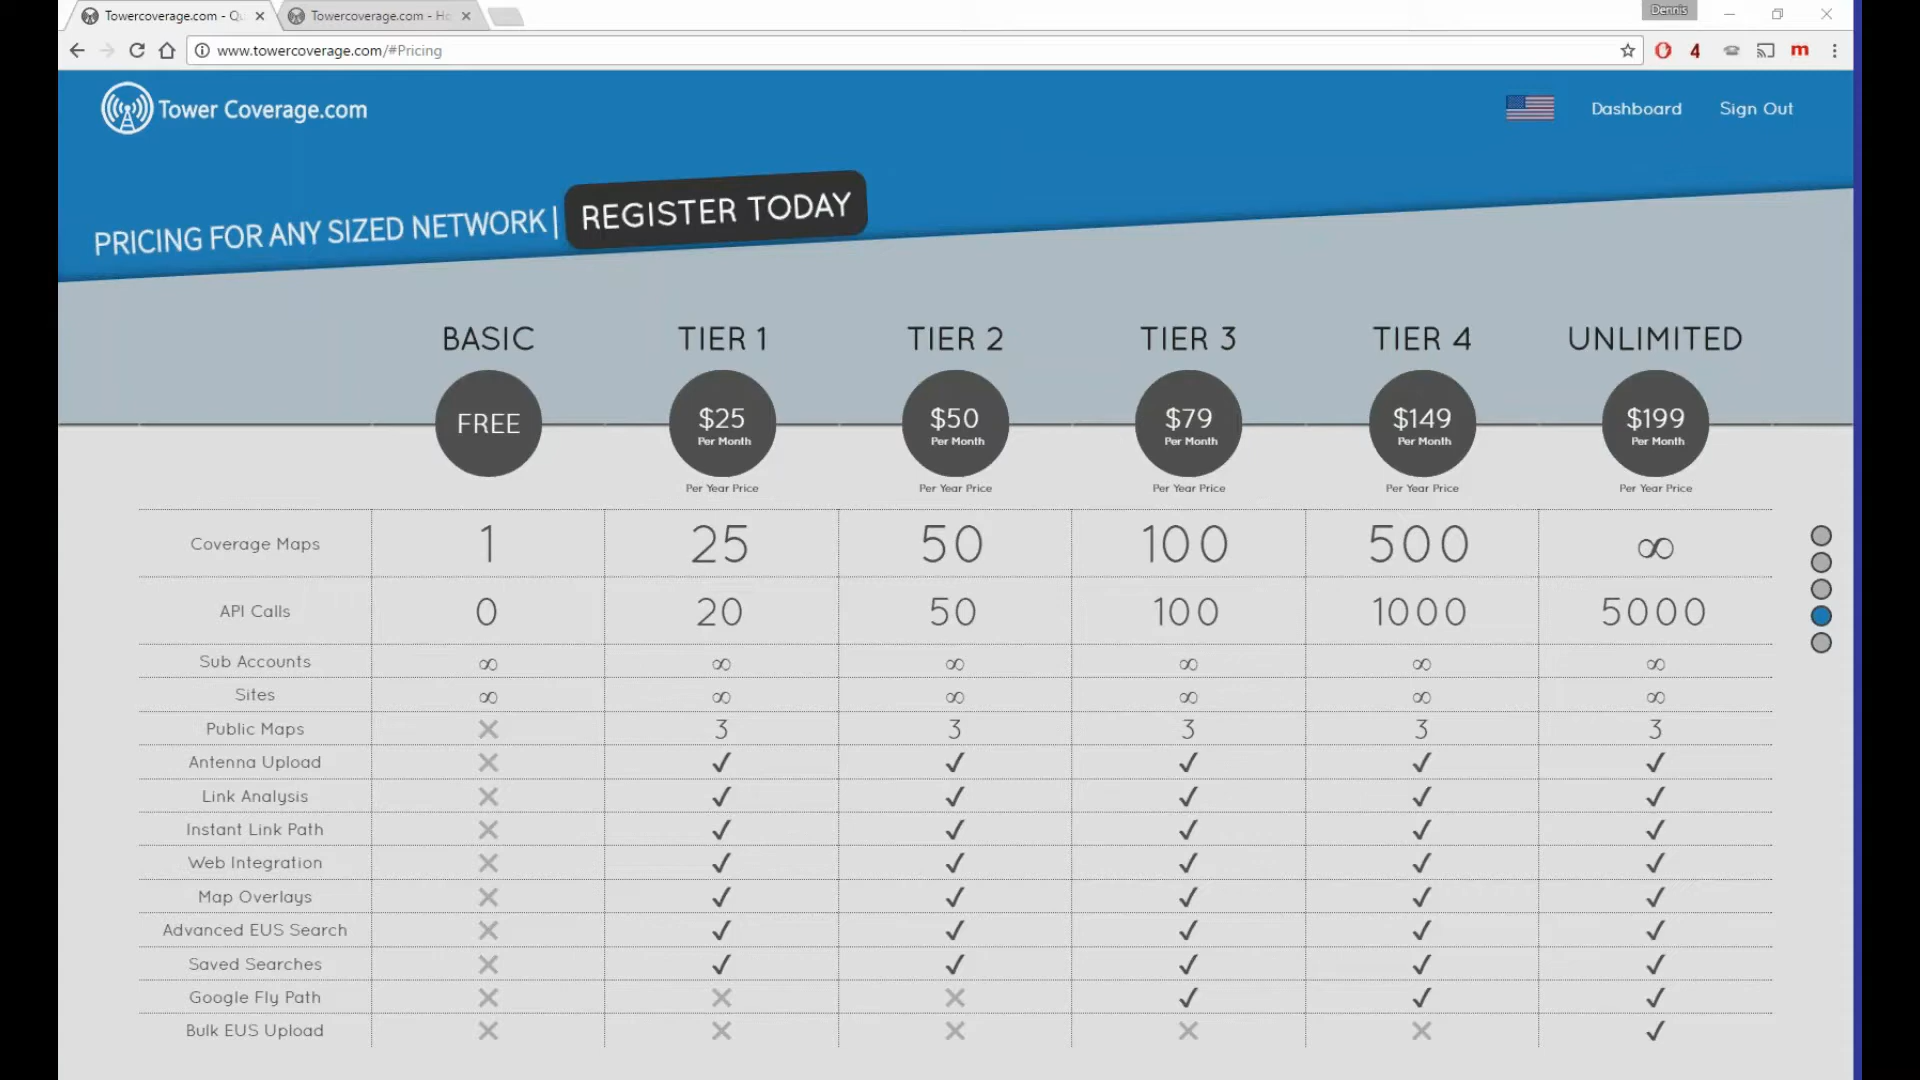 Towercoverage.com - Qu
Towercoverage.com - Ho
Dennis
www.towercoverage.com/#Pricing
4
m
Tower Coverage.com
Dashboard
Sign Out
PRICING FOR ANY SIZED NETWORK | REGISTER TODAY
BASIC TIER 1 TIER 2 TIER 3 TIER 4 UNLIMITED
FREE $25 $50 $79 $149 $199
Per Month Per Month Per Month Per Month Per Month
Per Year Price Per Year Price Per Year Price Per Year Price Per Year Price
Coverage Maps 1 25 50 100 500 ∞
API Calls 0 20 50 100 1000 5000
Sub Accounts ∞ ∞ ∞ ∞ ∞ ∞
Sites ∞ ∞ ∞ ∞ ∞ ∞
Public Maps ✕ 3 3 3 3 3
Antenna Upload ✕ ✓ ✓ ✓ ✓ ✓
Link Analysis ✕ ✓ ✓ ✓ ✓ ✓
Instant Link Path ✕ ✓ ✓ ✓ ✓ ✓
Web Integration ✕ ✓ ✓ ✓ ✓ ✓
Map Overlays ✕ ✓ ✓ ✓ ✓ ✓
Advanced EUS Search ✕ ✓ ✓ ✓ ✓ ✓
Saved Searches ✕ ✓ ✓ ✓ ✓ ✓
Google Fly Path ✕ ✕ ✕ ✓ ✓ ✓
Bulk EUS Upload ✕ ✕ ✕ ✕ ✕ ✓